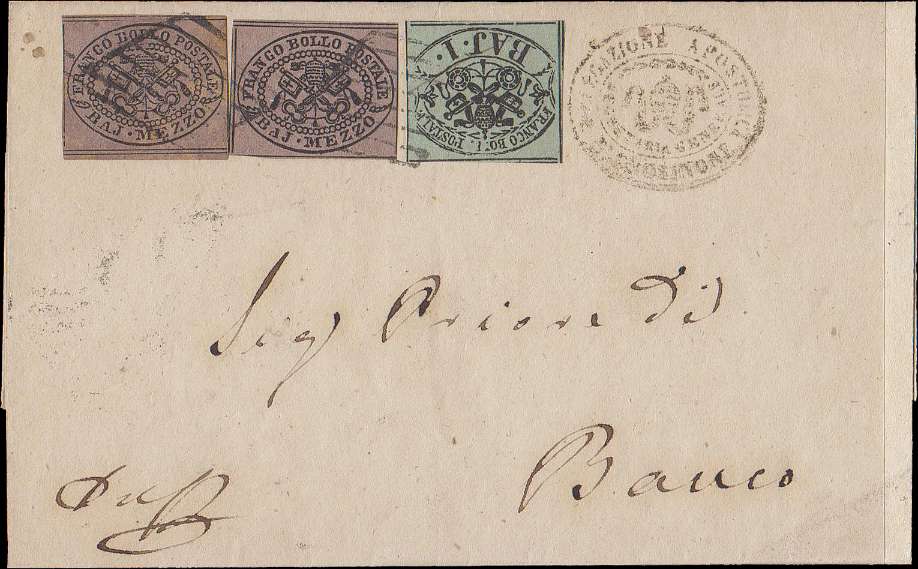 FRANCO BOLLO POSTALE
BAJ. MEZZO
FRANCO BOLLO POSTALE
BAJ. MEZZO
FRANCO BOL. POSTALE
BAJ. 1.
APOSTOLICA
Sig Priore Di
Bauco